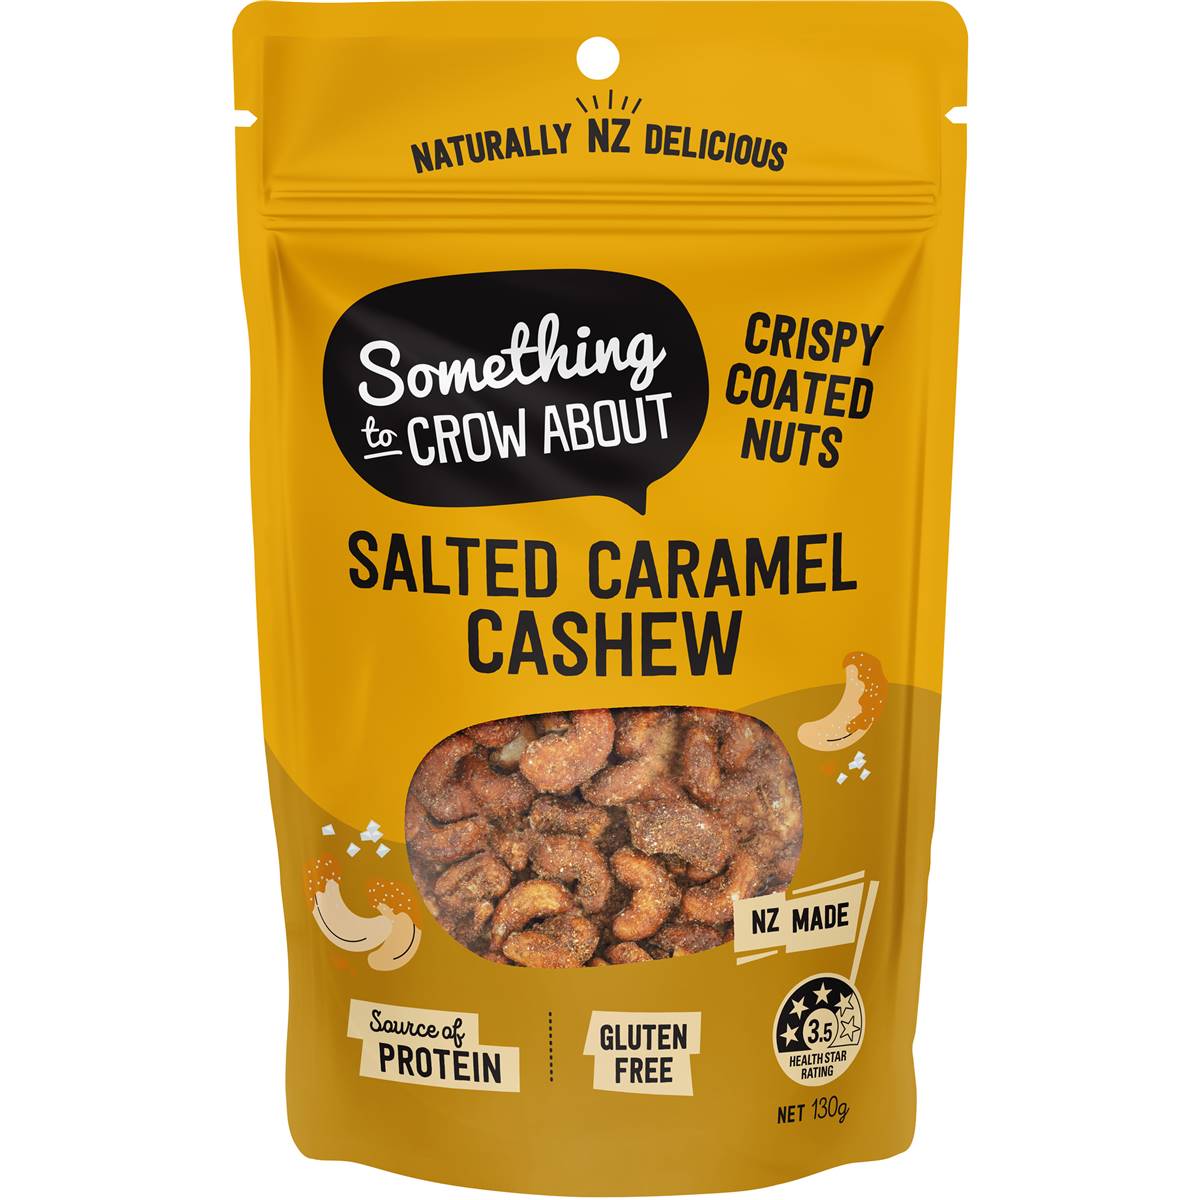 NATURALLY NZ DELICIOUS
Something
to CROW ABOUT
CRISPY
COATED
NUTS
SALTED CARAMEL
CASHEW
NZ MADE
Source of
PROTEIN
GLUTEN
FREE
3.5
HEALTH STAR
RATING
NET 130g